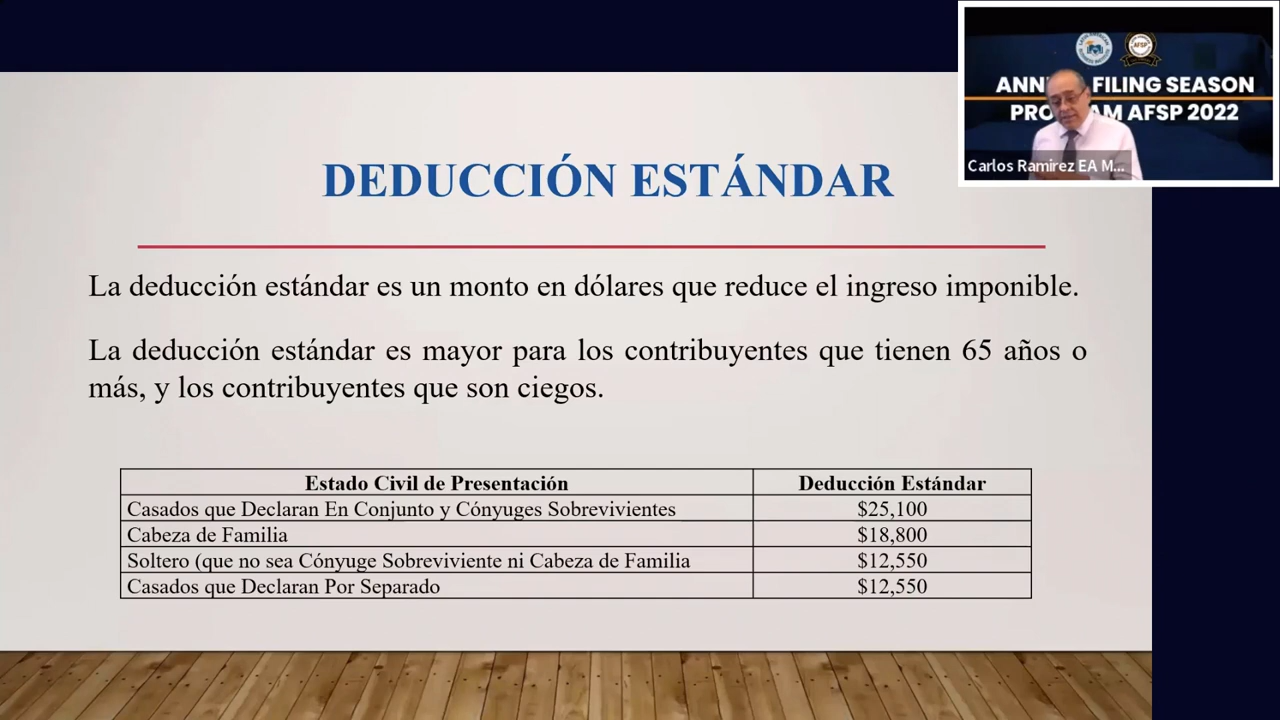 ANN FILING SEASON
PRO AM AFSP 2022
AFSP
Carlos Ramirez EA M...
DEDUCCIÓN ESTÁNDAR
La deducción estándar es un monto en dólares que reduce el ingreso imponible.
La deducción estándar es mayor para los contribuyentes que tienen 65 años o
más, y los contribuyentes que son ciegos.
Estado Civil de Presentación Deducción Estándar
Casados que Declaran En Conjunto y Cónyuges Sobrevivientes $25,100
Cabeza de Familia $18,800
Soltero (que no sea Cónyuge Sobreviviente ni Cabeza de Familia $12,550
Casados que Declaran Por Separado $12,550